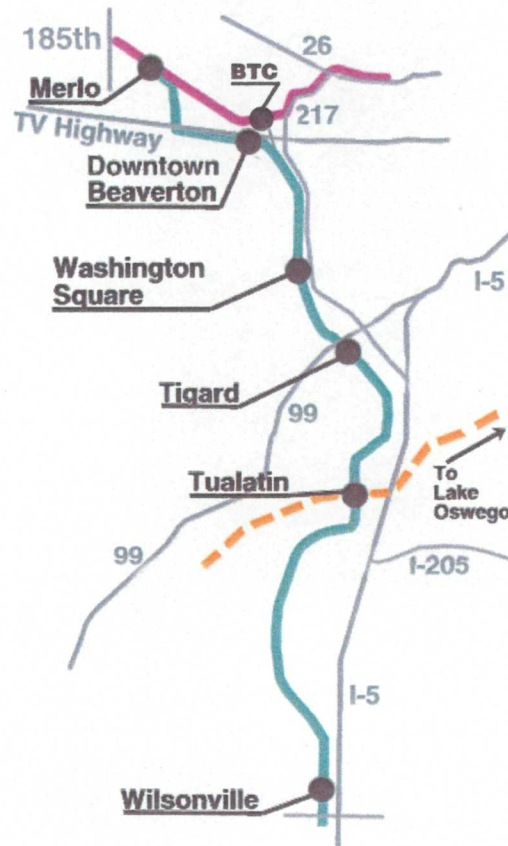 185th
26
Merlo
BTC
217
TV Highway
Downtown
Beaverton
Washington
Square
I-5
Tigard
99
Tualatin
To
Lake
Oswego
99
I-205
I-5
Wilsonville